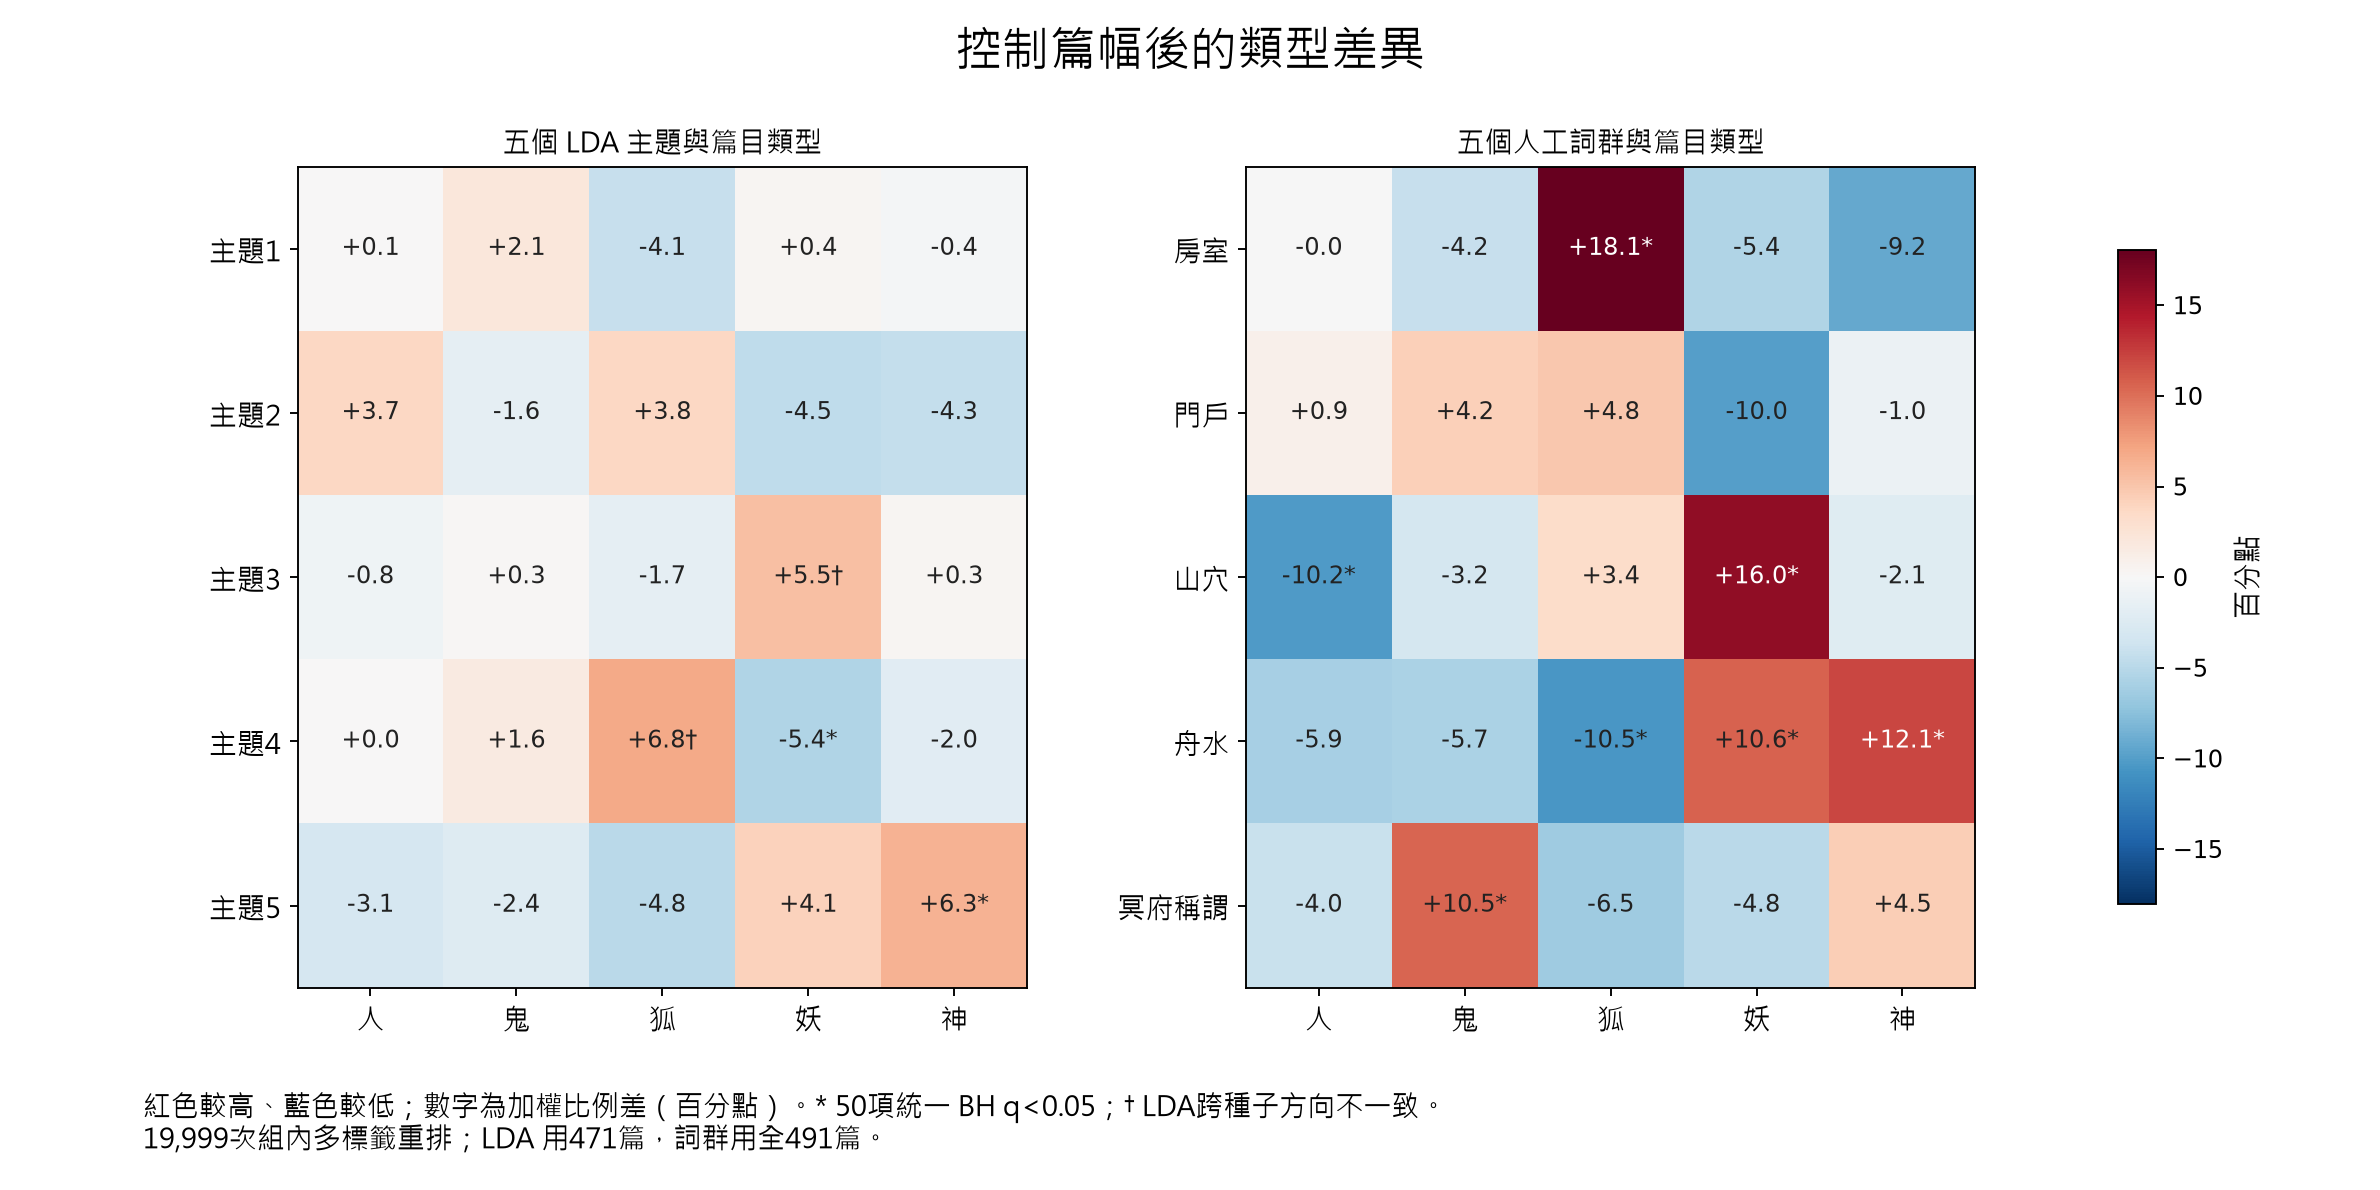 控制篇幅後的類型差異
五個 LDA 主題與篇目類型
主題1 +0.1 +2.1 -4.1 +0.4 -0.4
主題2 +3.7 -1.6 +3.8 -4.5 -4.3
主題3 -0.8 +0.3 -1.7 +5.5† +0.3
主題4 +0.0 +1.6 +6.8† -5.4* -2.0
主題5 -3.1 -2.4 -4.8 +4.1 +6.3*
人 鬼 狐 妖 神
五個人工詞群與篇目類型
房室 -0.0 -4.2 +18.1* -5.4 -9.2
門戶 +0.9 +4.2 +4.8 -10.0 -1.0
山穴 -10.2* -3.2 +3.4 +16.0* -2.1
舟水 -5.9 -5.7 -10.5* +10.6* +12.1*
冥府稱謂 -4.0 +10.5* -6.5 -4.8 +4.5
人 鬼 狐 妖 神
15
10
5
0
−5
−10
−15
百分點
紅色較高、藍色較低；數字為加權比例差（百分點）。* 50項統一 BH q<0.05；† LDA跨種子方向不一致。
19,999次組內多標籤重排；LDA 用471篇，詞群用全491篇。